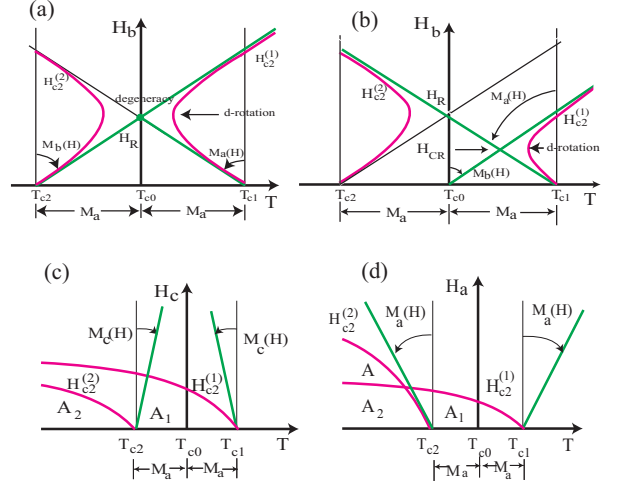 (a)
H_b
H_c2^(2)
H_c2^(1)
degeneracy
d-rotation
H_R
M_b(H)
M_a(H)
T_c2
T_c0
T_c1
T
M_a
M_a
(b)
H_b
H_R
M_a(H)
H_c2^(2)
H_c2^(1)
H_CR
d-rotation
M_b(H)
T_c2
T_c0
T_c1
T
M_a
M_a
(c)
H_c
M_c(H)
M_c(H)
H_c2^(2)
H_c2^(1)
A_2
A_1
T_c2
T_c0
T_c1
T
M_a
M_a
(d)
H_a
H_c2^(2)
M_a(H)
M_a(H)
A
H_c2^(1)
A_2
A_1
T_c2
T_c0
T_c1
T
M_a
M_a